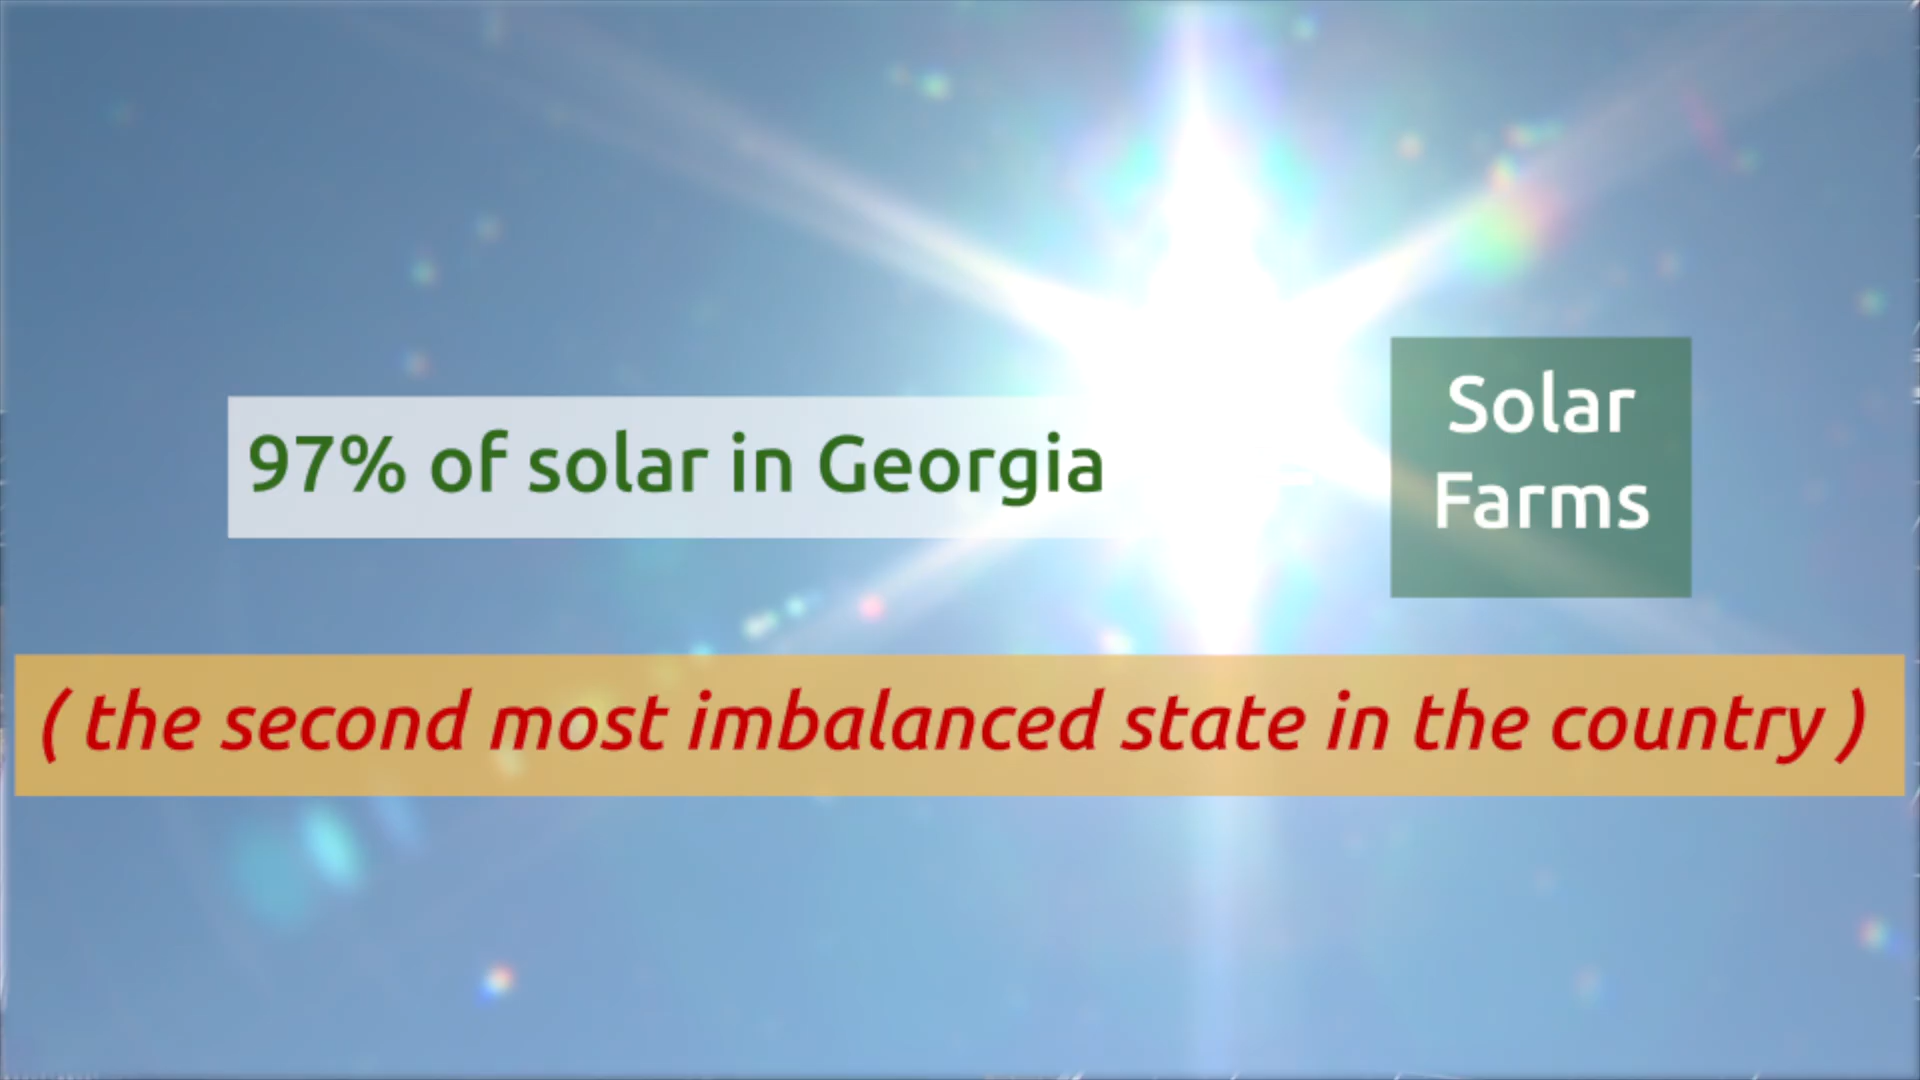 97% of solar in Georgia
Solar
Farms
( the second most imbalanced state in the country )